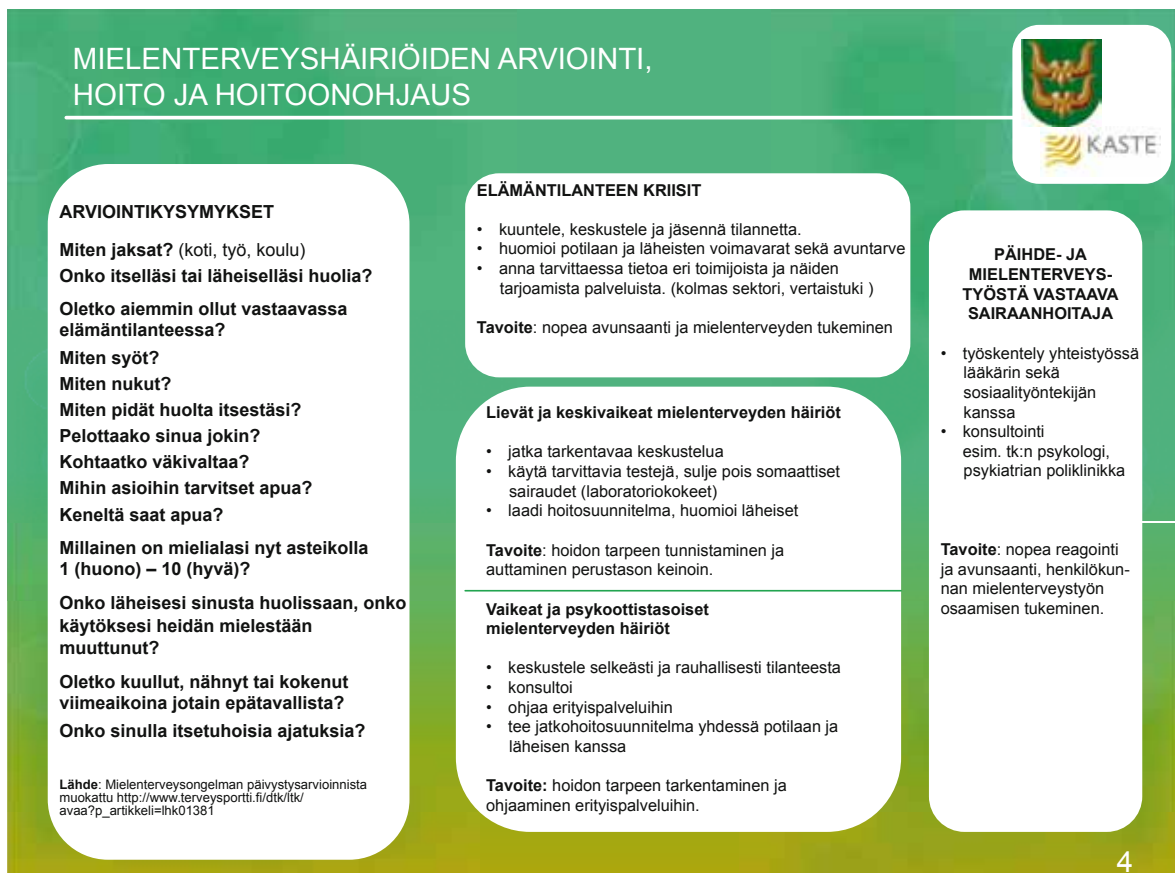 MIELENTERVEYSHÄIRIÖIDEN ARVIOINTI,
HOITO JA HOITOONOHJAUS
KASTE
ARVIOINTIKYSYMYKSET
Miten jaksat? (koti, työ, koulu)
Onko itselläsi tai läheiselläsi huolia?
Oletko aiemmin ollut vastaavassa
elämäntilanteessa?
Miten syöt?
Miten nukut?
Miten pidät huolta itsestäsi?
Pelottaako sinua jokin?
Kohtaatko väkivaltaa?
Mihin asioihin tarvitset apua?
Keneltä saat apua?
Millainen on mielialasi nyt asteikolla
1 (huono) – 10 (hyvä)?
Onko läheisesi sinusta huolissaan, onko
käytöksesi heidän mielestään
muuttunut?
Oletko kuullut, nähnyt tai kokenut
viimeaikoina jotain epätavallista?
Onko sinulla itsetuhoisia ajatuksia?
Lähde: Mielenterveysongelman päivystysarvioinnista
muokattu http://www.terveysportti.fi/dtk/ltk/
avaa?p_artikkeli=lhk01381
ELÄMÄNTILANTEEN KRIISIT
• kuuntele, keskustele ja jäsennä tilannetta.
• huomioi potilaan ja läheisten voimavarat sekä avuntarve
• anna tarvittaessa tietoa eri toimijoista ja näiden
tarjoamista palveluista. (kolmas sektori, vertaistuki )
Tavoite: nopea avunsaanti ja mielenterveyden tukeminen
Lievät ja keskivaikeat mielenterveyden häiriöt
• jatka tarkentavaa keskustelua
• käytä tarvittavia testejä, sulje pois somaattiset
sairaudet (laboratoriokokeet)
• laadi hoitosuunnitelma, huomioi läheiset
Tavoite: hoidon tarpeen tunnistaminen ja
auttaminen perustason keinoin.
Vaikeat ja psykoottistasoiset
mielenterveyden häiriöt
• keskustele selkeästi ja rauhallisesti tilanteesta
• konsultoi
• ohjaa erityispalveluihin
• tee jatkohoitosuunnitelma yhdessä potilaan ja
läheisen kanssa
Tavoite: hoidon tarpeen tarkentaminen ja
ohjaaminen erityispalveluihin.
PÄIHDE- JA
MIELENTERVEYS-
TYÖSTÄ VASTAAVA
SAIRAANHOITAJA
• työskentely yhteistyössä
lääkärin sekä
sosiaalityöntekijän
kanssa
• konsultointi
esim. tk:n psykologi,
psykiatrian poliklinikka
Tavoite: nopea reagointi
ja avunsaanti, henkilökun-
nan mielenterveystyön
osaamisen tukeminen.
4